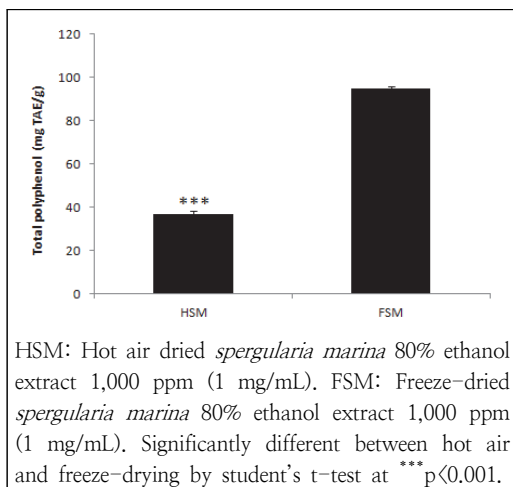 120
100
80
60
40
20
0
Total polyphenol (mg TAE/g)
***
HSM
FSM
HSM: Hot air dried spergularia marina 80% ethanol
extract 1,000 ppm (1 mg/mL). FSM: Freeze-dried
spergularia marina 80% ethanol extract 1,000 ppm
(1 mg/mL). Significantly different between hot air
and freeze-drying by student's t-test at ***p<0.001.